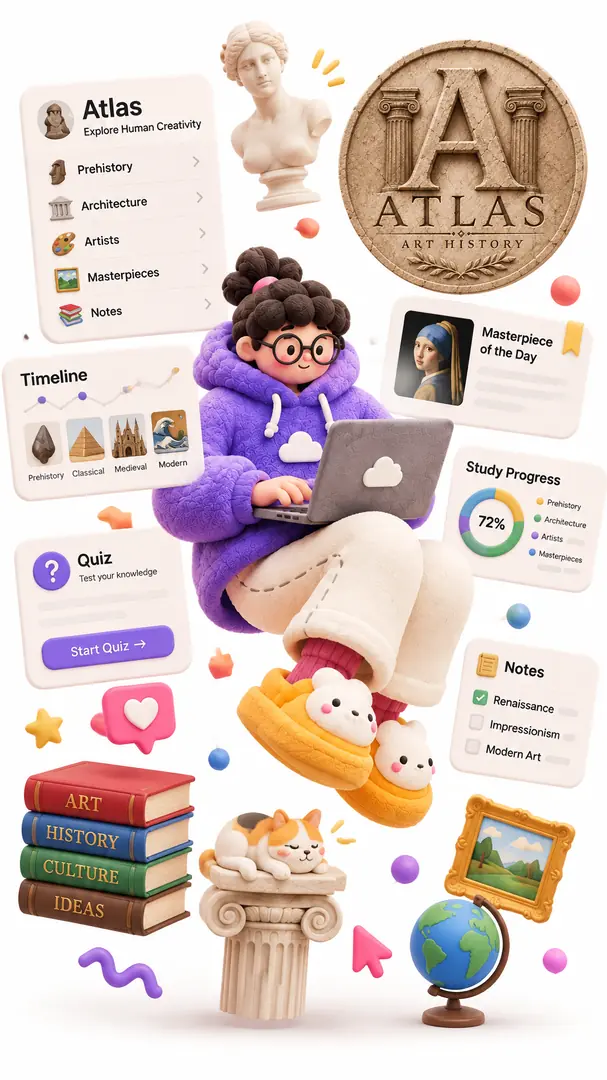 Atlas
Explore Human Creativity
Prehistory
Architecture
Artists
Masterpieces
Notes
A
ATLAS
ART HISTORY
Masterpiece
of the Day
Timeline
Prehistory
Classical
Medieval
Modern
Study Progress
72%
Prehistory
Architecture
Artists
Masterpieces
?
Quiz
Test your knowledge
Start Quiz →
Notes
Renaissance
Impressionism
Modern Art
ART
HISTORY
CULTURE
IDEAS